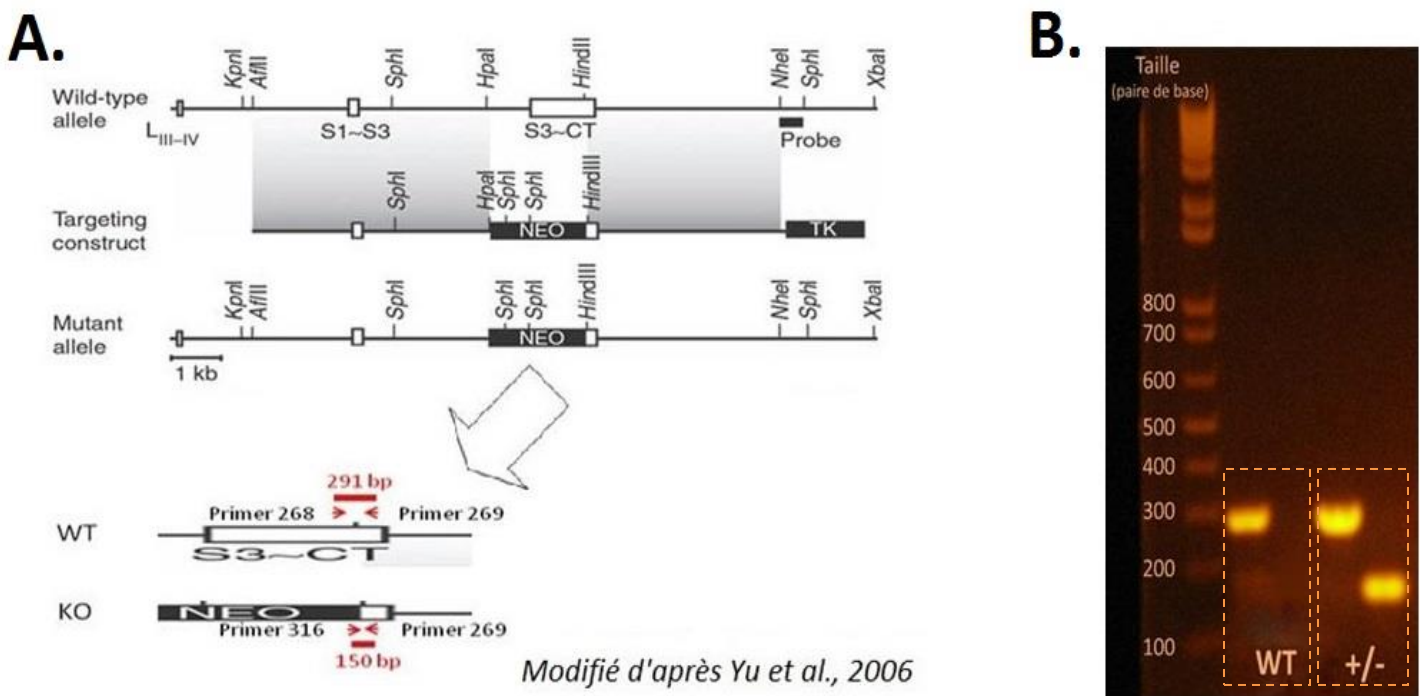 A.
KpnI AflII SphI HpaI HindII NheI SphI XbaI
Wild-type
allele
L III–IV
S1~S3
S3~CT
Probe
SphI HpaI SphI SphI HindIII
Targeting
construct
NEO
TK
KpnI AflII SphI SphI SphI HindIII NheI SphI XbaI
Mutant
allele
NEO
1 kb
291 bp
Primer 268
Primer 269
WT
S3~CT
KO
NEO
Primer 316
Primer 269
150 bp
Modifié d'après Yu et al., 2006
B.
Taille
(paire de base)
800
700
600
500
400
300
200
100
WT
+/-